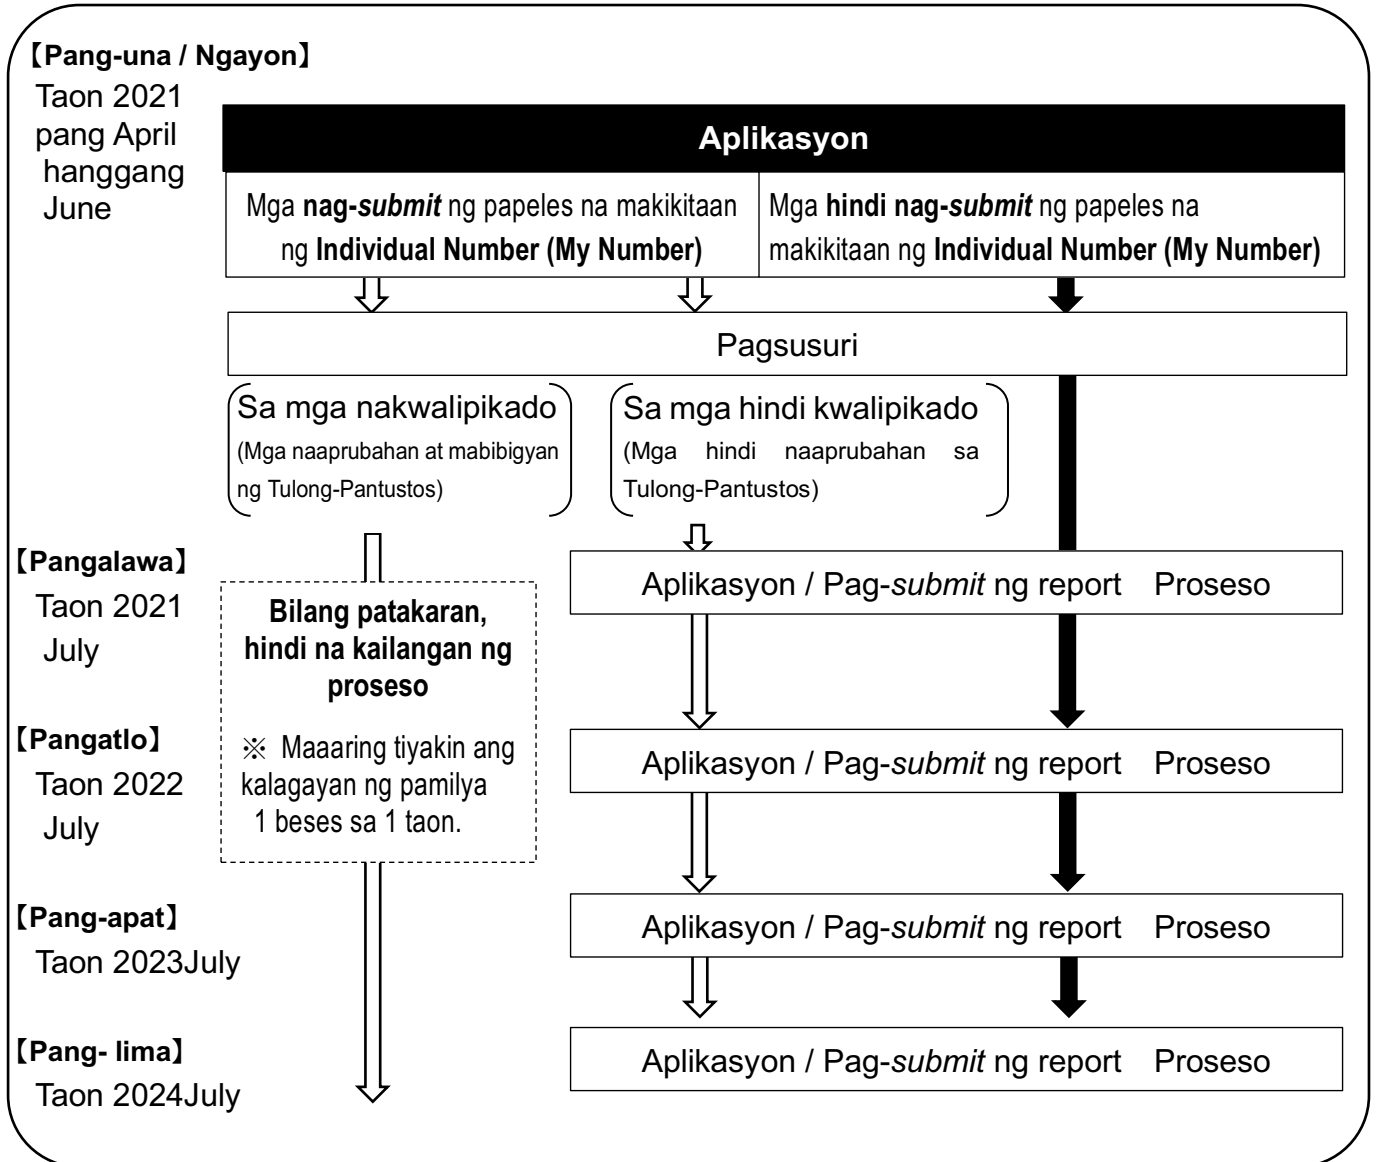 【Pang-una / Ngayon】
Taon 2021
pang April
hanggang
June
Aplikasyon
Mga nag-submit ng papeles na makikitaan
ng Individual Number (My Number)
Mga hindi nag-submit ng papeles na
makikitaan ng Individual Number (My Number)
Pagsusuri
Sa mga nakwalipikado
(Mga naaprubahan at mabibigyan
ng Tulong-Pantustos)
Sa mga hindi kwalipikado
(Mga hindi naaprubahan sa
Tulong-Pantustos)
【Pangalawa】
Taon 2021
July
Bilang patakaran,
hindi na kailangan ng
proseso
※ Maaaring tiyakin ang
kalagayan ng pamilya
1 beses sa 1 taon.
Aplikasyon / Pag-submit ng report Proseso
【Pangatlo】
Taon 2022
July
Aplikasyon / Pag-submit ng report Proseso
【Pang-apat】
Taon 2023July
Aplikasyon / Pag-submit ng report Proseso
【Pang- lima】
Taon 2024July
Aplikasyon / Pag-submit ng report Proseso